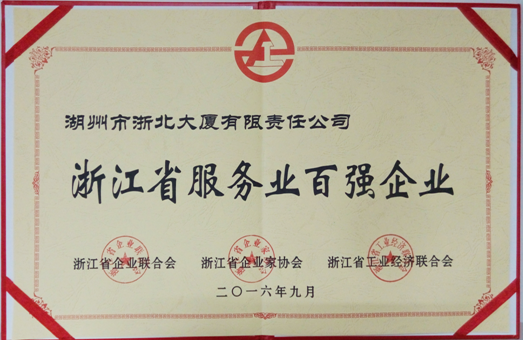 湖州市浙北大厦有限责任公司
浙江省服务业百强企业
浙江省企业联合会 浙江省企业家协会 浙江省工业经济联合会
二〇一六年九月